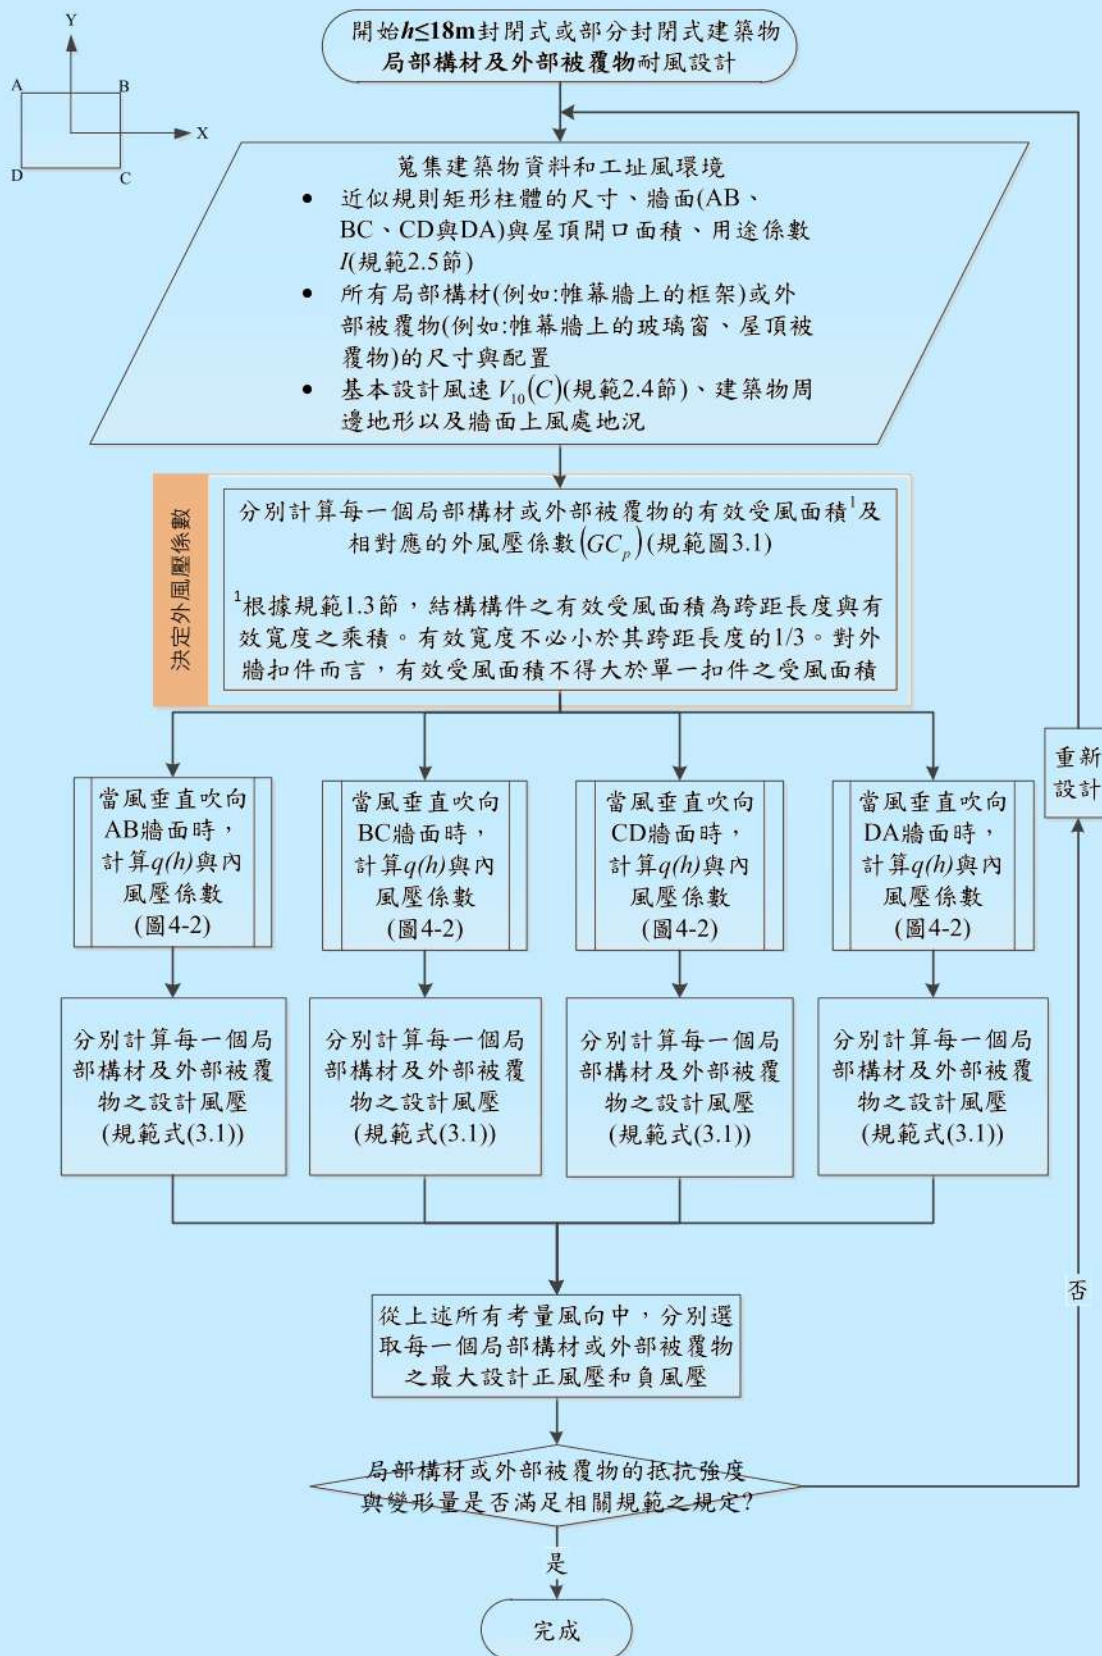 開始h≤18m封閉式或部分封閉式建築物
局部構材及外部被覆物耐風設計
Y
A
B
X
D
C
蒐集建築物資料和工址風環境
• 近似規則矩形柱體的尺寸、牆面(AB、
BC、CD與DA)與屋頂開口面積、用途係數
I(規範2.5節)
• 所有局部構材(例如:帷幕牆上的框架)或外
部被覆物(例如:帷幕牆上的玻璃窗、屋頂被
覆物)的尺寸與配置
• 基本設計風速 V₁₀(C)(規範2.4節)、建築物周
邊地形以及牆面上風處地況
決定外風壓係數
分別計算每一個局部構材或外部被覆物的有效受風面積¹及
相對應的外風壓係數(GCₚ)(規範圖3.1)
¹根據規範1.3節，結構構件之有效受風面積為跨距長度與有
效寬度之乘積。有效寬度不必小於其跨距長度的1/3。對外
牆扣件而言，有效受風面積不得大於單一扣件之受風面積
當風垂直吹向
AB牆面時，
計算q(h)與內
風壓係數
(圖4-2)
當風垂直吹向
BC牆面時，
計算q(h)與內
風壓係數
(圖4-2)
當風垂直吹向
CD牆面時，
計算q(h)與內
風壓係數
(圖4-2)
當風垂直吹向
DA牆面時，
計算q(h)與內
風壓係數
(圖4-2)
重新
設計
分別計算每一個局
部構材及外部被覆
物之設計風壓
(規範式(3.1))
分別計算每一個局
部構材及外部被覆
物之設計風壓
(規範式(3.1))
分別計算每一個局
部構材及外部被覆
物之設計風壓
(規範式(3.1))
分別計算每一個局
部構材及外部被覆
物之設計風壓
(規範式(3.1))
從上述所有考量風向中，分別選
取每一個局部構材或外部被覆物
之最大設計正風壓和負風壓
否
局部構材或外部被覆物的抵抗強度
與變形量是否滿足相關規範之規定?
是
完成